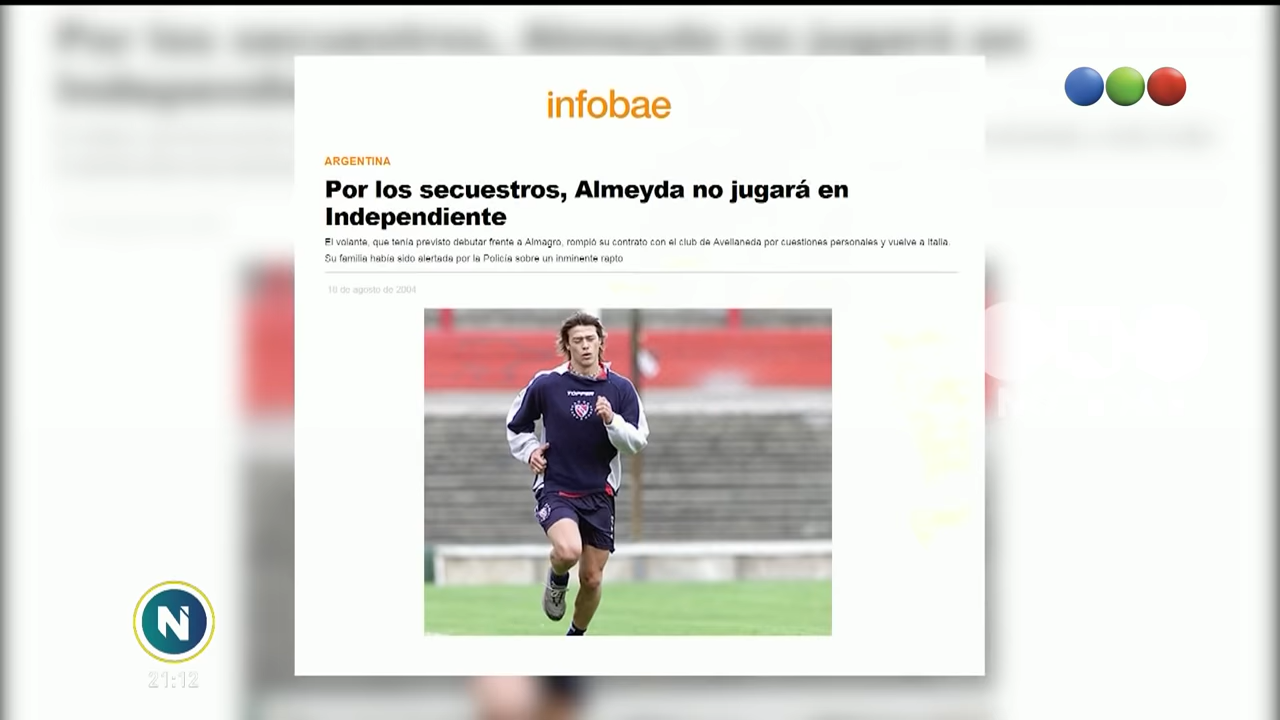 infobae
ARGENTINA
Por los secuestros, Almeyda no jugará en
Independiente
El volante, que tenía previsto debutar frente a Almagro, rompió su contrato con el club de Avellaneda por cuestiones personales y vuelve a Italia.
Su familia había sido alertada por la Policía sobre un inminente rapto
18 de agosto de 2004
TOPPER
N
21:12